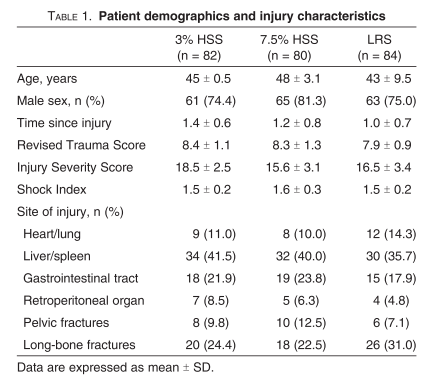 TABLE 1. Patient demographics and injury characteristics
3% HSS 7.5% HSS LRS
(n = 82) (n = 80) (n = 84)
Age, years 45 ± 0.5 48 ± 3.1 43 ± 9.5
Male sex, n (%) 61 (74.4) 65 (81.3) 63 (75.0)
Time since injury 1.4 ± 0.6 1.2 ± 0.8 1.0 ± 0.7
Revised Trauma Score 8.4 ± 1.1 8.3 ± 1.3 7.9 ± 0.9
Injury Severity Score 18.5 ± 2.5 15.6 ± 3.1 16.5 ± 3.4
Shock Index 1.5 ± 0.2 1.6 ± 0.3 1.5 ± 0.2
Site of injury, n (%)
Heart/lung 9 (11.0) 8 (10.0) 12 (14.3)
Liver/spleen 34 (41.5) 32 (40.0) 30 (35.7)
Gastrointestinal tract 18 (21.9) 19 (23.8) 15 (17.9)
Retroperitoneal organ 7 (8.5) 5 (6.3) 4 (4.8)
Pelvic fractures 8 (9.8) 10 (12.5) 6 (7.1)
Long-bone fractures 20 (24.4) 18 (22.5) 26 (31.0)
Data are expressed as mean ± SD.